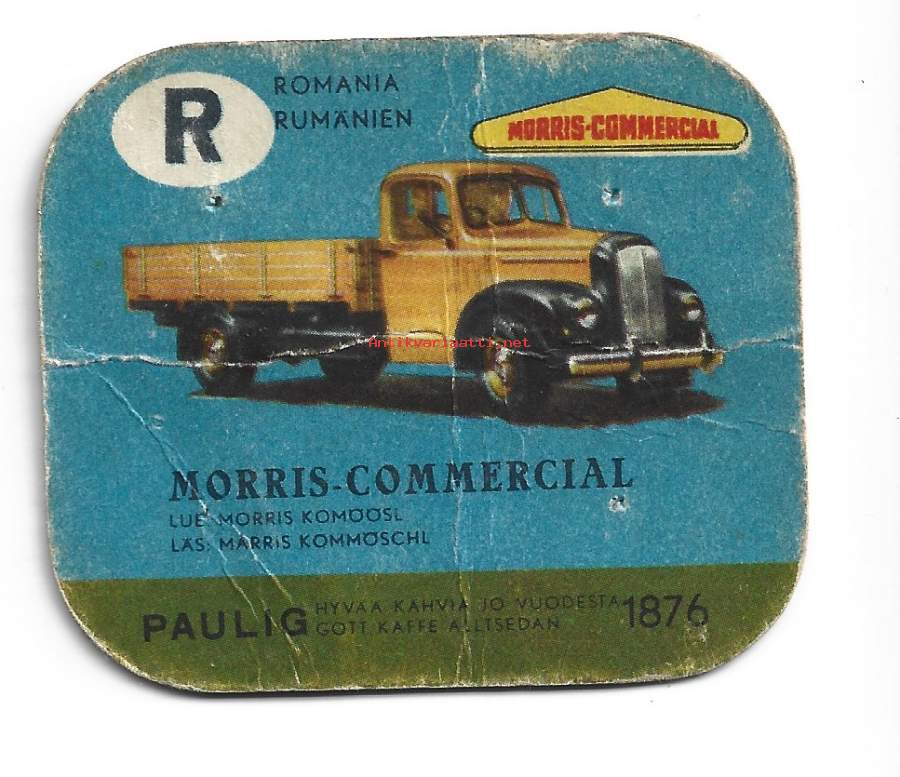 R
ROMANIA
RUMÄNIEN
MORRIS-COMMERCIAL
Antikvariaatti.net
MORRIS-COMMERCIAL
LUE: MORRIS KOMÖÖSL
LÄS: MARRIS KOMMÖSCHL
PAULIG
HYVÄÄ KAHVIA JO VUODESTA
GOTT KAFFE ALLTSEDAN
1876